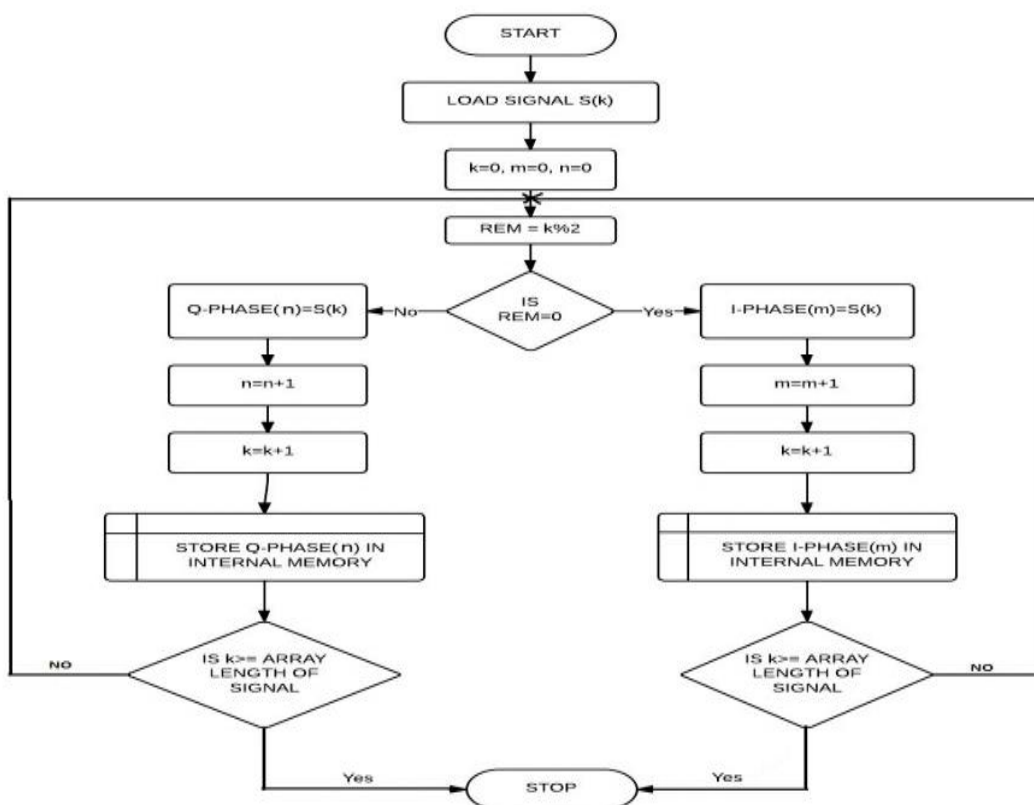 START
LOAD SIGNAL S(k)
k=0, m=0, n=0
REM = k%2
IS
REM=0
No
Yes
Q-PHASE(n)=S(k)
n=n+1
k=k+1
STORE Q-PHASE(n) IN
INTERNAL MEMORY
IS k>= ARRAY
LENGTH OF
SIGNAL
NO
Yes
I-PHASE(m)=S(k)
m=m+1
k=k+1
STORE I-PHASE(m) IN
INTERNAL MEMORY
IS k>= ARRAY
LENGTH OF
SIGNAL
NO
Yes
STOP